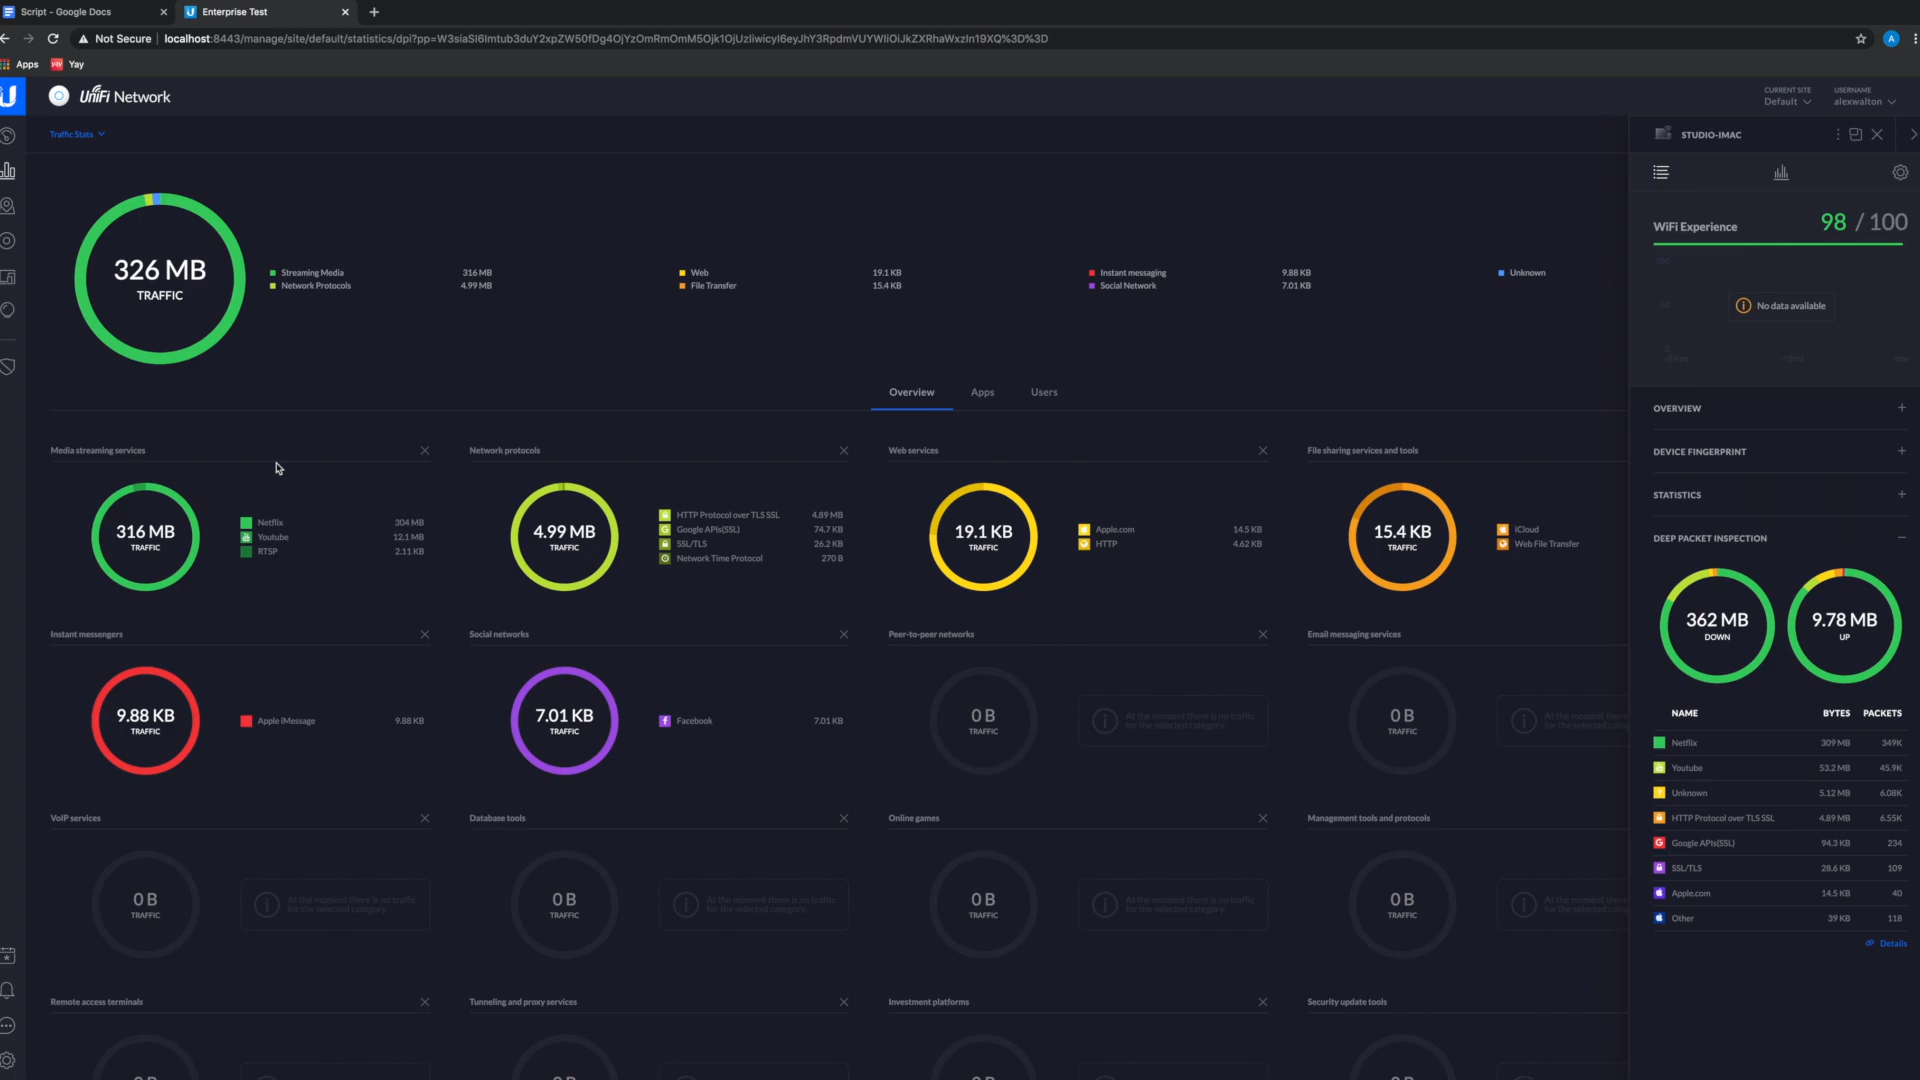 Script - Google Docs
Enterprise Test
Not Secure
localhost:8443/manage/site/default/statistics/dpi?pp=W3siaSI6Imtub3duY2xpZW50fDg4OjYzOmRmOmM5Ojk1OjUzIiwicyI6eyJhY3RpdmVUYWIiOiJkZXRhaWxzIn19XQ%3D%3D
A
Apps
yay
Yay
UniFi Network
CURRENT SITE
Default
USERNAME
alexwalton
Traffic Stats
STUDIO-IMAC
326 MB
TRAFFIC
Streaming Media 316 MB
Network Protocols 4.99 MB
Web 19.1 KB
File Transfer 15.4 KB
Instant messaging 9.88 KB
Social Network 7.01 KB
Unknown
Overview
Apps
Users
WiFi Experience
98 / 100
100
50
0
No data available
now
Media streaming services
316 MB
TRAFFIC
Netflix 304 MB
Youtube 12.1 MB
RTSP 2.11 KB
Network protocols
4.99 MB
TRAFFIC
HTTP Protocol over TLS SSL 4.89 MB
Google APIs(SSL) 74.7 KB
SSL/TLS 26.2 KB
Network Time Protocol 270 B
Web services
19.1 KB
TRAFFIC
Apple.com 14.5 KB
HTTP 4.62 KB
File sharing services and tools
15.4 KB
TRAFFIC
iCloud
Web File Transfer
Instant messengers
9.88 KB
TRAFFIC
Apple iMessage 9.88 KB
Social networks
7.01 KB
TRAFFIC
Facebook 7.01 KB
Peer-to-peer networks
0 B
TRAFFIC
At the moment there is no traffic
for the selected category.
Email messaging services
0 B
TRAFFIC
At the moment there
for the selected categ
VoIP services
0 B
TRAFFIC
At the moment there is no traffic
for the selected category.
Database tools
0 B
TRAFFIC
At the moment there is no traffic
for the selected category.
Online games
0 B
TRAFFIC
At the moment there is no traffic
for the selected category.
Management tools and protocols
0 B
TRAFFIC
At the moment there
for the selected categ
Remote access terminals
Tunneling and proxy services
Investment platforms
Security update tools
OVERVIEW
DEVICE FINGERPRINT
STATISTICS
DEEP PACKET INSPECTION
362 MB
DOWN
9.78 MB
UP
NAME BYTES PACKETS
Netflix 309 MB 349K
Youtube 53.2 MB 45.9K
Unknown 5.12 MB 6.08K
HTTP Protocol over TLS SSL 4.89 MB 6.55K
Google APIs(SSL) 94.3 KB 234
SSL/TLS 28.6 KB 109
Apple.com 14.5 KB 40
Other 39 KB 118
Details